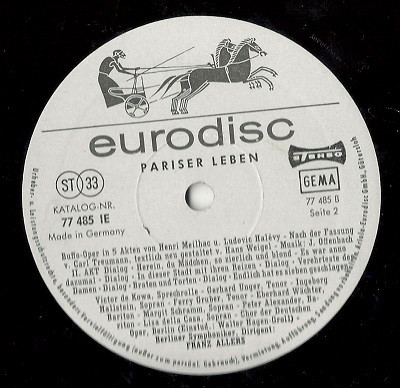 eurodisc
PARISER LEBEN
ST 33
STEREO
GEMA
KATALOG-NR.
77 485 IE
Made in Germany
77 485 B
Seite 2
Buffo-Oper in 5 Akten von Henri Meilhac u. Ludovic Halévy - Nach der Fassung
v. Carl Treumann, textlich neu gestaltet v. Hans Weigel - Musik: J. Offenbach
II. AKT Dialog - Herein, du Mädchen, so herrlich und blond - Es war anno
dazumal - Dialog - In dieser Stadt mit ihren Reizen - Dialog - Verehrteste
Damen - Dialog - Braten und Torten - Dialog - Endlich hat es sieben geschlagen
Victor de Kowa, Sprechrolle - Gerhard Unger, Tenor - Ingeborg
Hallstein, Sopran - Ferry Gruber, Tenor - Eberhard Wächter,
Bariton - Margit Schramm, Sopran - Peter Alexander,
Lisa della Casa, Sopran - Chor der Deutschen
Oper, Berlin (Einstud.: Walter Hagen-Groll)
Berliner Symphoniker, Dirigent:
FRANZ ALLERS